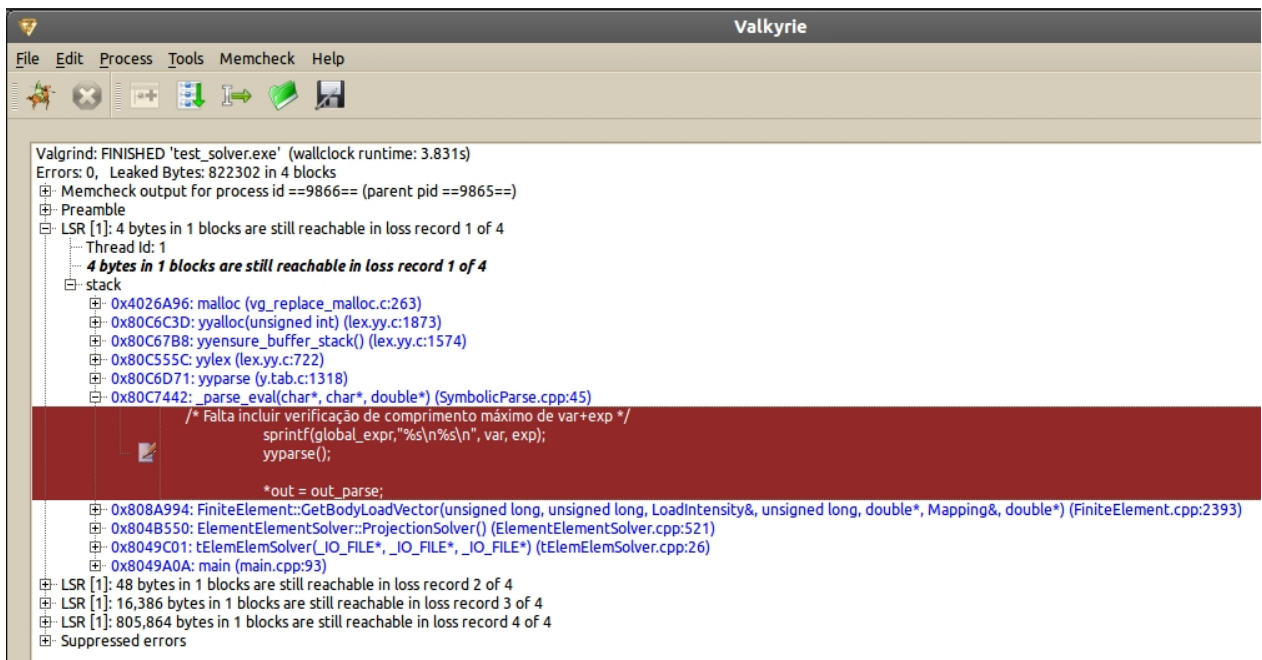 Valkyrie
File Edit Process Tools Memcheck Help
Valgrind: FINISHED 'test_solver.exe' (wallclock runtime: 3.831s)
Errors: 0, Leaked Bytes: 822302 in 4 blocks
Memcheck output for process id ==9866== (parent pid ==9865==)
Preamble
LSR [1]: 4 bytes in 1 blocks are still reachable in loss record 1 of 4
Thread Id: 1
4 bytes in 1 blocks are still reachable in loss record 1 of 4
stack
0x4026A96: malloc (vg_replace_malloc.c:263)
0x80C6C3D: yyalloc(unsigned int) (lex.yy.c:1873)
0x80C67B8: yyensure_buffer_stack() (lex.yy.c:1574)
0x80C555C: yylex (lex.yy.c:722)
0x80C6D71: yyparse (y.tab.c:1318)
0x80C7442: _parse_eval(char*, char*, double*) (SymbolicParse.cpp:45)
/* Falta incluir verificação de comprimento máximo de var+exp */
sprintf(global_expr,"%s\n%s\n", var, exp);
yyparse();
*out = out_parse;
0x808A994: FiniteElement::GetBodyLoadVector(unsigned long, unsigned long, LoadIntensity&, unsigned long, double*, Mapping&, double*) (FiniteElement.cpp:2393)
0x804B550: ElementElementSolver::ProjectionSolver() (ElementElementSolver.cpp:521)
0x8049C01: tElemElemSolver(_IO_FILE*, _IO_FILE*, _IO_FILE*) (tElemElemSolver.cpp:26)
0x8049A0A: main (main.cpp:93)
LSR [1]: 48 bytes in 1 blocks are still reachable in loss record 2 of 4
LSR [1]: 16,386 bytes in 1 blocks are still reachable in loss record 3 of 4
LSR [1]: 805,864 bytes in 1 blocks are still reachable in loss record 4 of 4
Suppressed errors